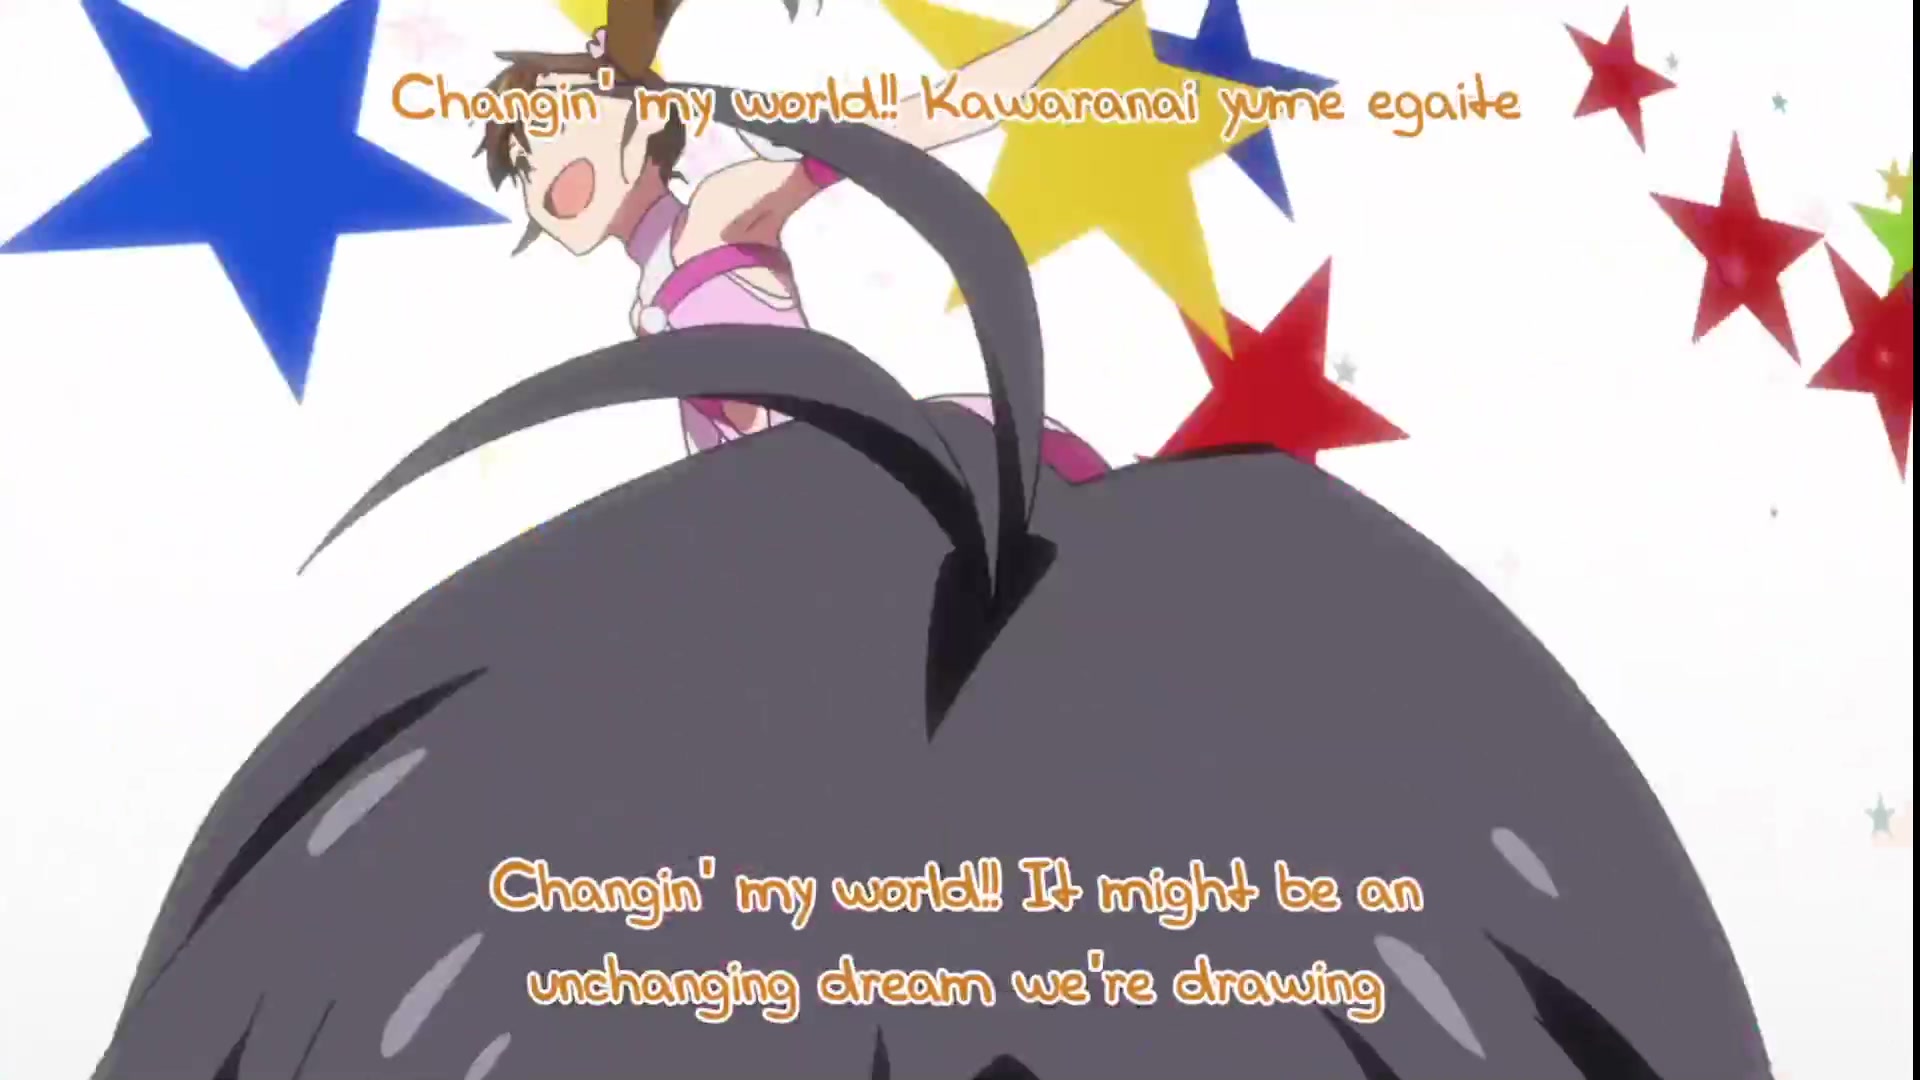 Changin' my world!! Kawaranai yume egaite
Changin' my world!! It might be an
unchanging dream we're drawing